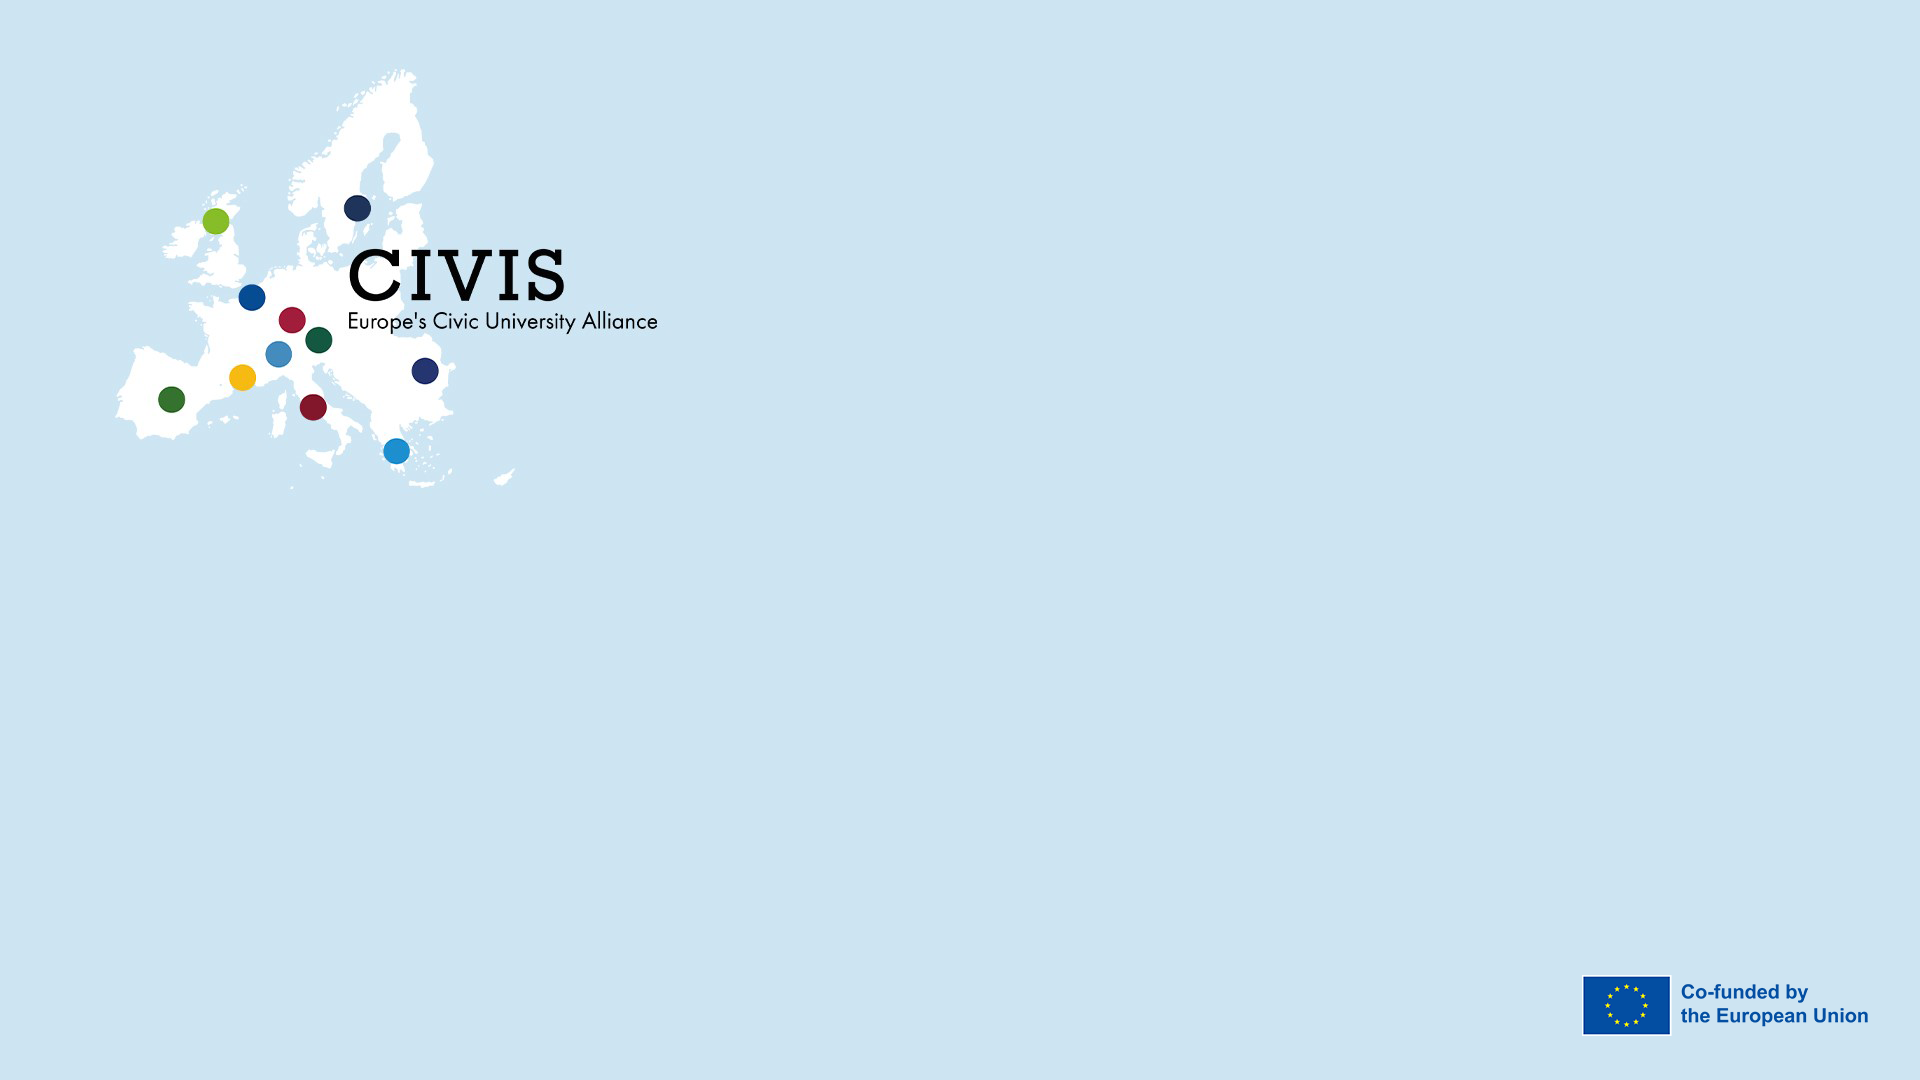 CIVIS
Europe's Civic University Alliance
Co-funded by
the European Union